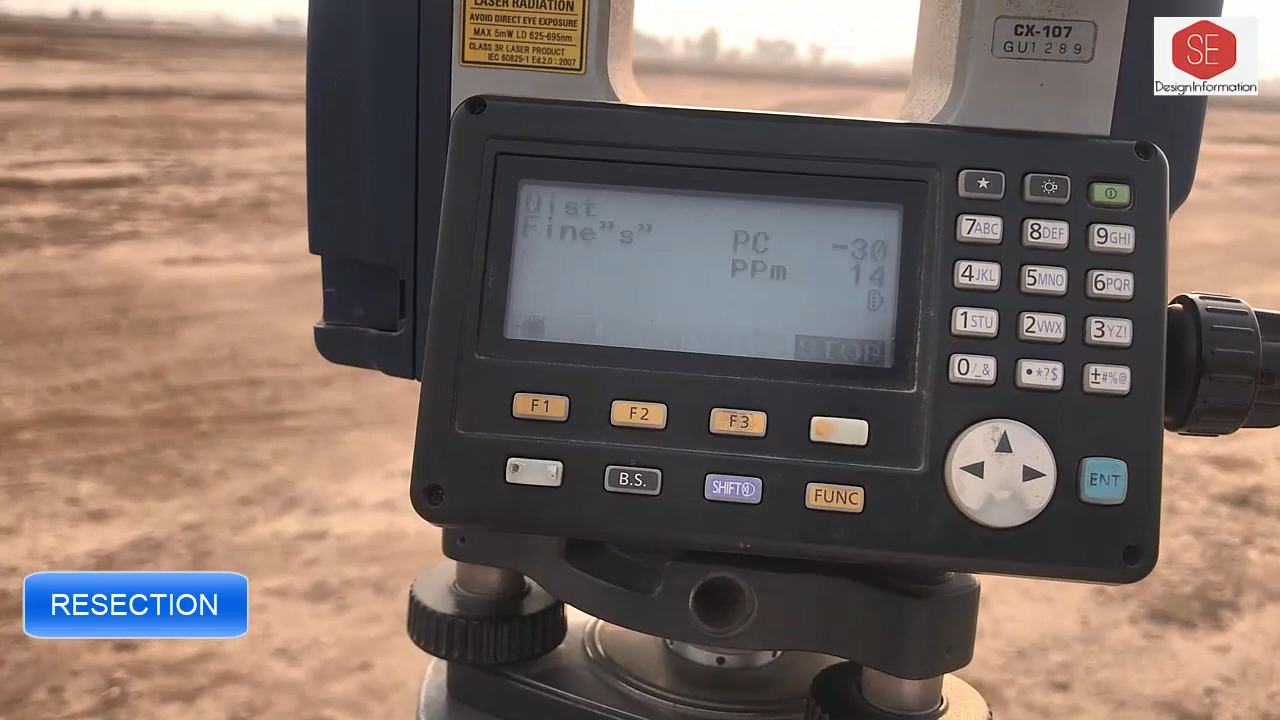 LASER RADIATION
AVOID DIRECT EYE EXPOSURE
MAX 5mW LD 625-695nm
CLASS 3R LASER PRODUCT
IEC 60825-1 Ed.2.0 : 2007
CX-107
GU1289
SE
DesignInformation
Dist
Fine"s"
PC -30
PPm 14
STOP
7ABC 8DEF 9GHI
4JKL 5MNO 6PQR
1STU 2VWX 3YZ!
0/_& •*?$ ±#%@
F1 F2 F3
B.S. SHIFT FUNC
ENT
RESECTION